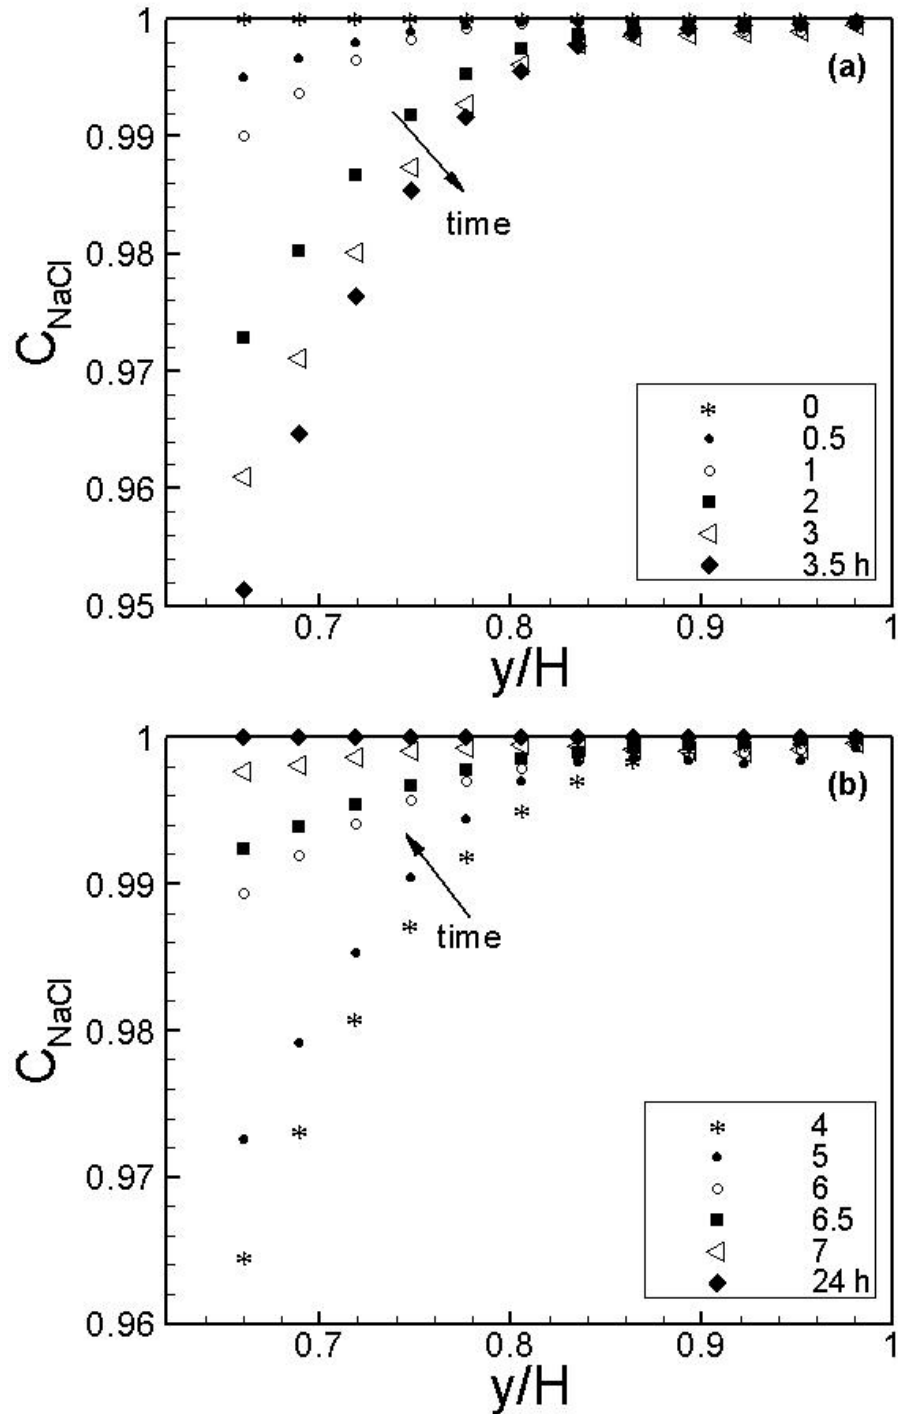 1
(a)
0.99
time
0.98
C_NaCl
0.97
* 0
• 0.5
○ 1
■ 2
◁ 3
◆ 3.5 h
0.96
0.95
0.7 0.8 0.9 1
y/H
1
(b)
0.99
time
0.98
C_NaCl
0.97
* 4
• 5
○ 6
■ 6.5
◁ 7
◆ 24 h
0.96
0.7 0.8 0.9 1
y/H